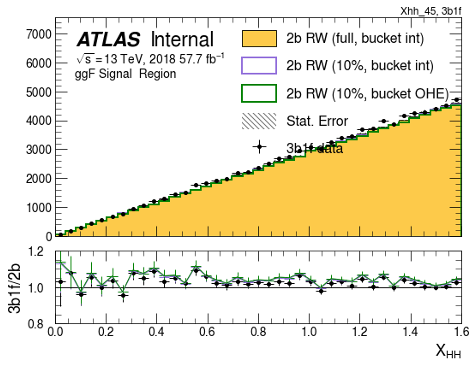 Xhh_45, 3b1f
ATLAS Internal
√s = 13 TeV, 2018 57.7 fb⁻¹
ggF Signal Region
2b RW (full, bucket int)
2b RW (10%, bucket int)
2b RW (10%, bucket OHE)
Stat. Error
3b1f data
7000
6000
5000
4000
3000
2000
1000
0
1.2
1.0
0.8
3b1f/2b
0.0 0.2 0.4 0.6 0.8 1.0 1.2 1.4 1.6
X_HH